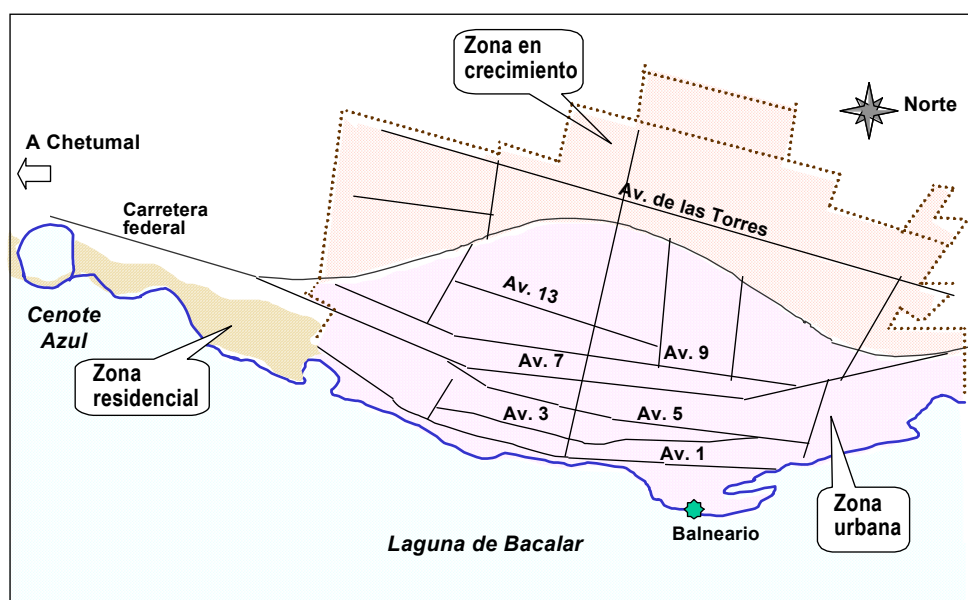 Zona en
crecimiento
Norte
A Chetumal
Carretera
federal
Av. de las Torres
Cenote
Azul
Av. 13
Av. 9
Av. 7
Zona
residencial
Av. 3
Av. 5
Av. 1
Zona
urbana
Balneario
Laguna de Bacalar